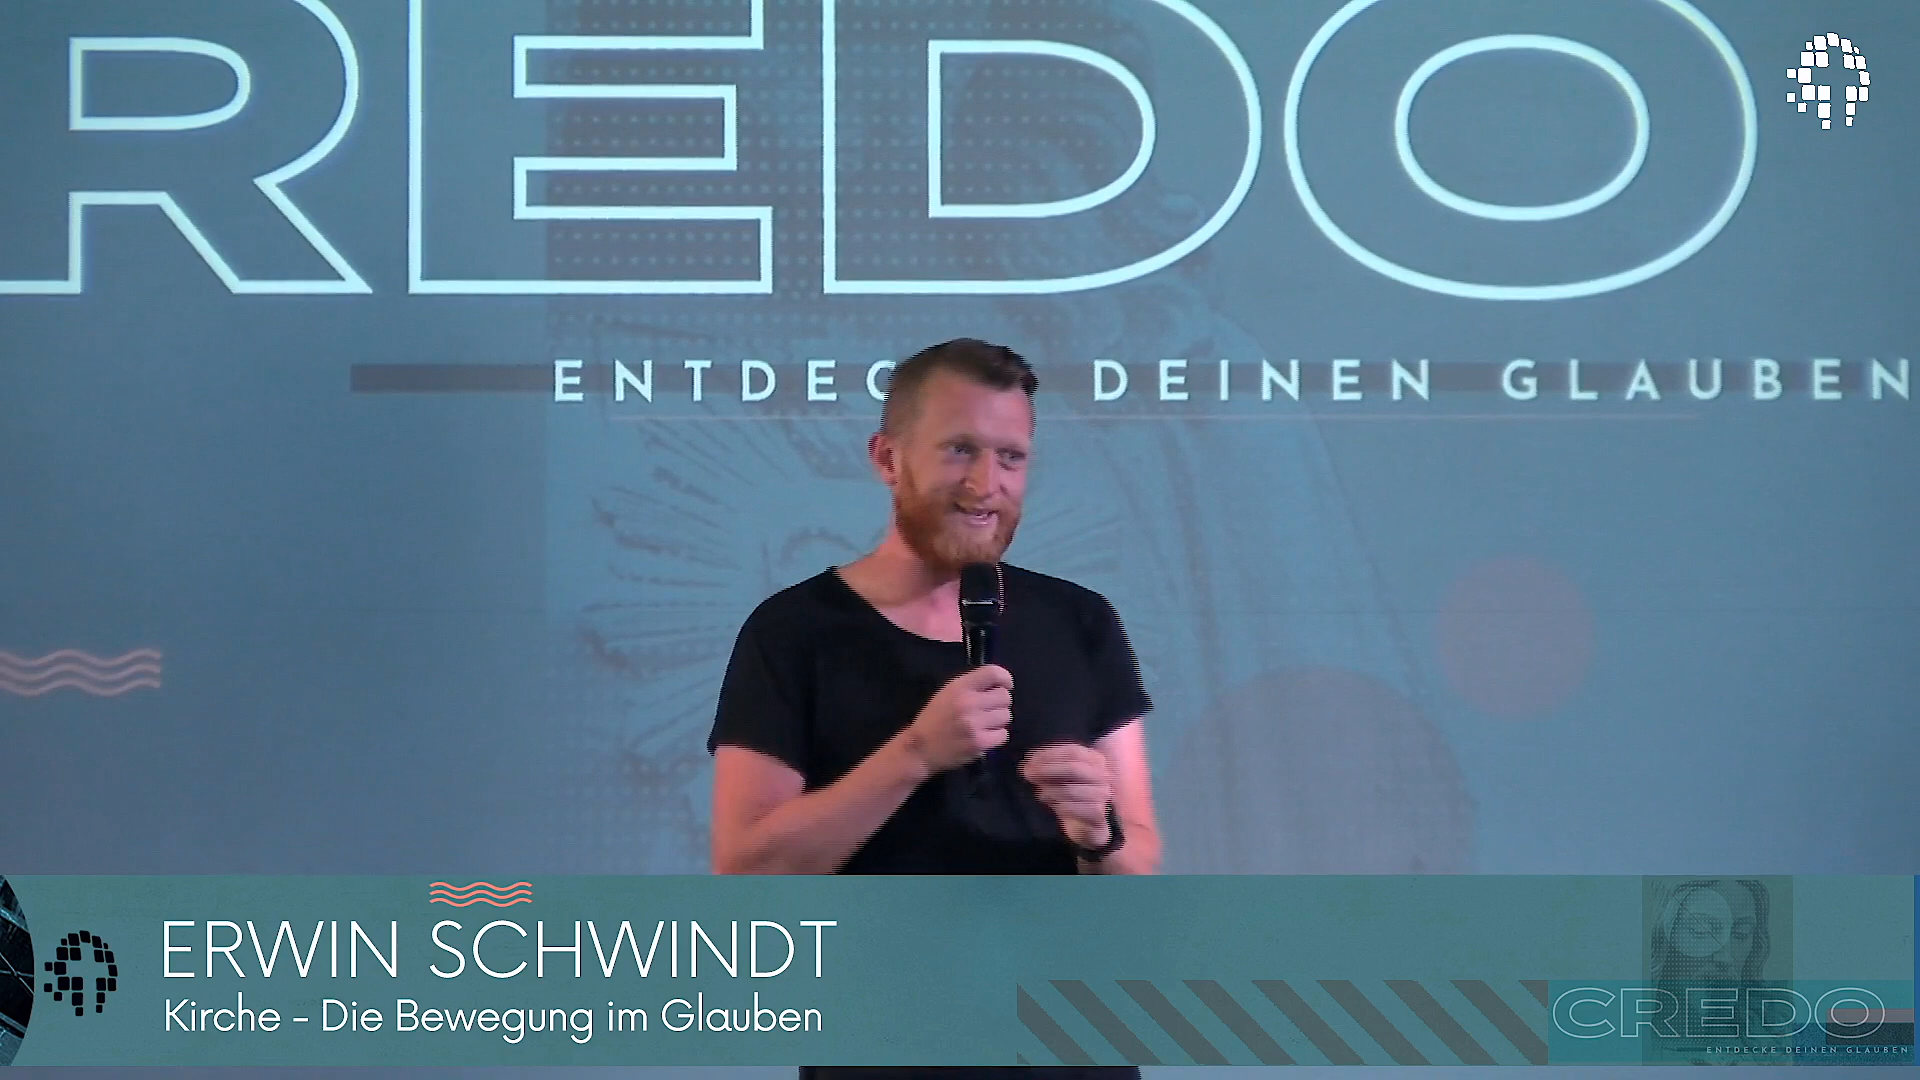 REDO
ENTDEC DEINEN GLAUBEN
ERWIN SCHWINDT
Kirche - Die Bewegung im Glauben
CREDO
ENTDECKE DEINEN GLAUBEN